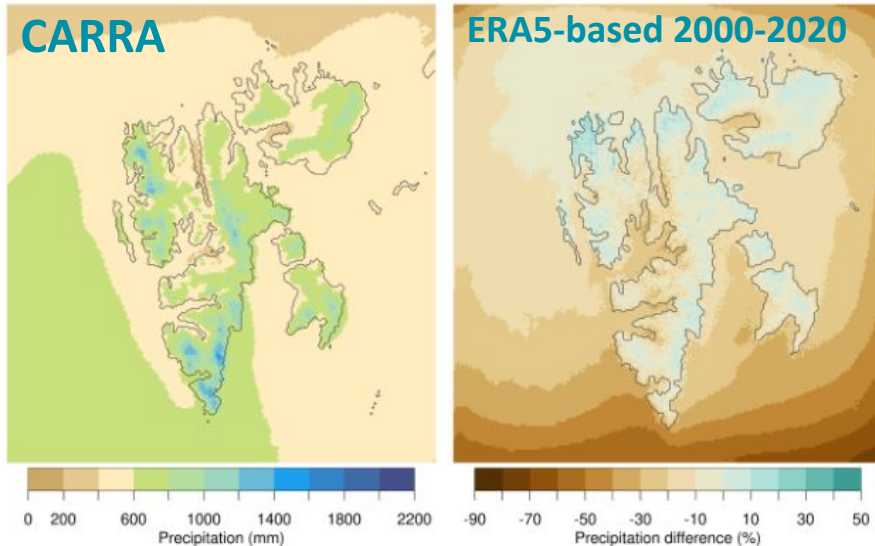 CARRA
ERA5-based 2000-2020
0 200 600 1000 1400 1800 2200
Precipitation (mm)
-90 -70 -50 -30 -10 10 30 50
Precipitation difference (%)